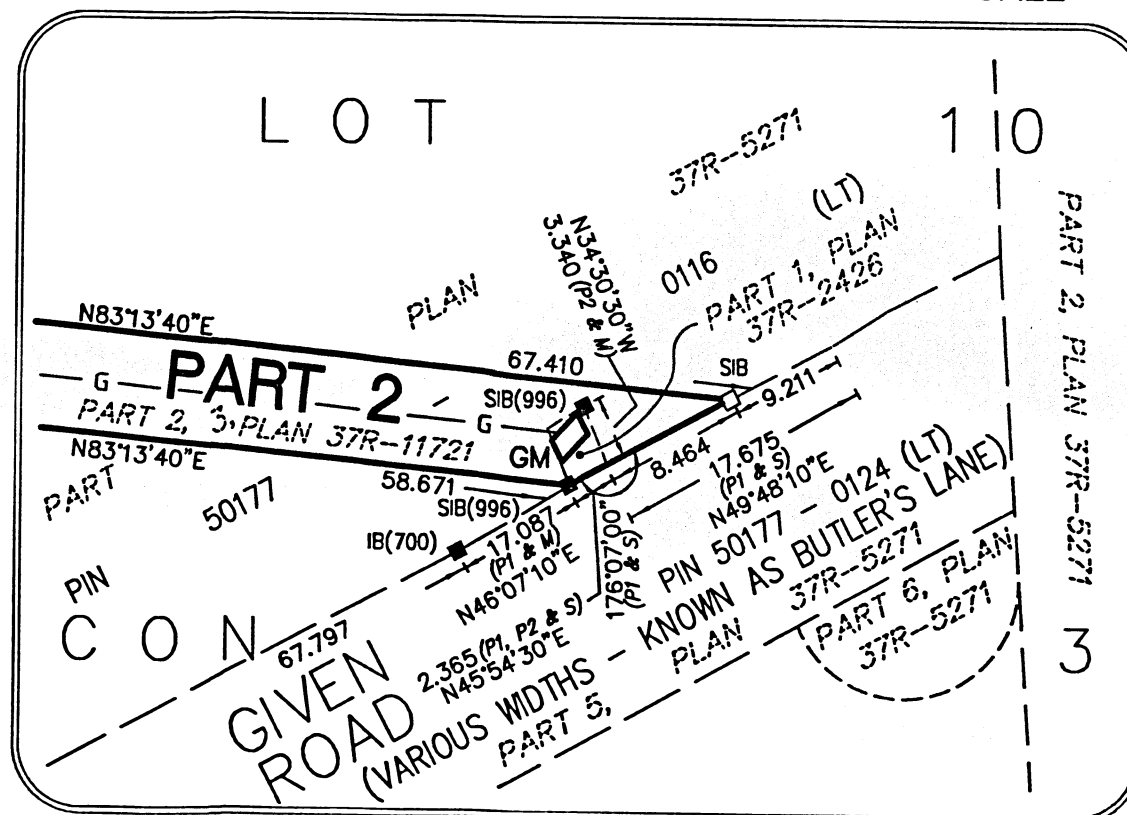 LOT
10
37R-5271
(LT)
0116
PART 1, PLAN
37R-2426
PLAN
N34°30'30"W
3.340 (P2 & M)
N83°13'40"E
67.410
SIB
9.211
G
PART 2
SIB(996)
T
G
PART 2, 3, PLAN 37R-11721
GM
N83°13'40"E
58.671
SIB(996)
8.464
17.675
(P1 & S)
N49°48'10"E
PART
50177
IB(700)
17.087
(P1 & M)
N46°07'10"E
176°07'00"
(P1 & S)
PIN
CON
3
67.797
2.365 (P1, P2 & S)
N45°54'30"E
GIVEN
ROAD
PIN 50177 - 0124 (LT)
(VARIOUS WIDTHS - KNOWN AS BUTLER'S LANE)
37R-5271
PLAN
PART 5,
PART 6, PLAN
37R-5271
PART 2, PLAN 37R-5271